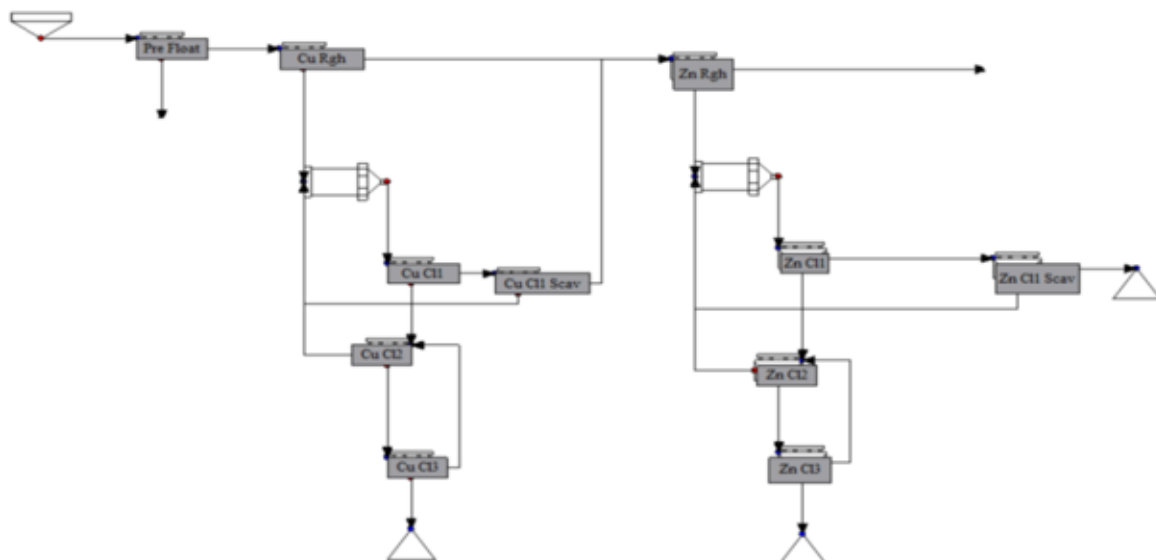 Pre Float
Cu Rgh
Zn Rgh
Cu Cl1
Cu Cl1 Scav
Zn Cl1
Zn Cl1 Scav
Cu Cl2
Zn Cl2
Cu Cl3
Zn Cl3